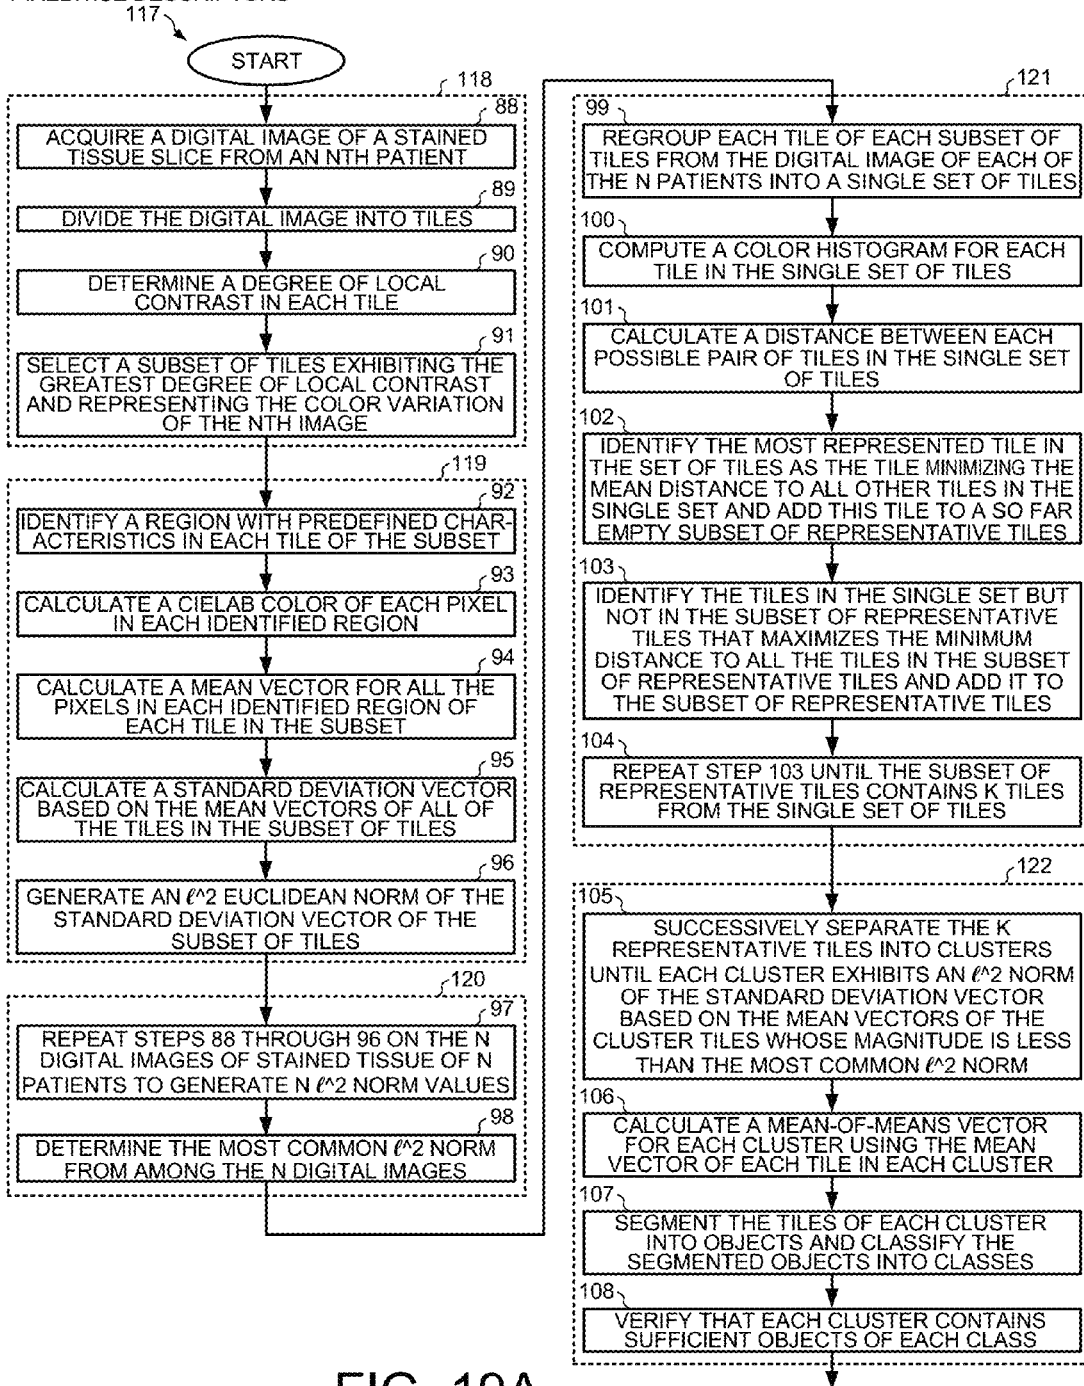 117
START
118
88
ACQUIRE A DIGITAL IMAGE OF A STAINED
TISSUE SLICE FROM AN NTH PATIENT
89
DIVIDE THE DIGITAL IMAGE INTO TILES
90
DETERMINE A DEGREE OF LOCAL
CONTRAST IN EACH TILE
91
SELECT A SUBSET OF TILES EXHIBITING THE
GREATEST DEGREE OF LOCAL CONTRAST
AND REPRESENTING THE COLOR VARIATION
OF THE NTH IMAGE
119
92
IDENTIFY A REGION WITH PREDEFINED CHAR-
ACTERISTICS IN EACH TILE OF THE SUBSET
93
CALCULATE A CIELAB COLOR OF EACH PIXEL
IN EACH IDENTIFIED REGION
94
CALCULATE A MEAN VECTOR FOR ALL THE
PIXELS IN EACH IDENTIFIED REGION OF
EACH TILE IN THE SUBSET
95
CALCULATE A STANDARD DEVIATION VECTOR
BASED ON THE MEAN VECTORS OF ALL OF
THE TILES IN THE SUBSET OF TILES
96
GENERATE AN ℓ^2 EUCLIDEAN NORM OF THE
STANDARD DEVIATION VECTOR OF THE
SUBSET OF TILES
120
97
REPEAT STEPS 88 THROUGH 96 ON THE N
DIGITAL IMAGES OF STAINED TISSUE OF N
PATIENTS TO GENERATE N ℓ^2 NORM VALUES
98
DETERMINE THE MOST COMMON ℓ^2 NORM
FROM AMONG THE N DIGITAL IMAGES
121
99
REGROUP EACH TILE OF EACH SUBSET OF
TILES FROM THE DIGITAL IMAGE OF EACH OF
THE N PATIENTS INTO A SINGLE SET OF TILES
100
COMPUTE A COLOR HISTOGRAM FOR EACH
TILE IN THE SINGLE SET OF TILES
101
CALCULATE A DISTANCE BETWEEN EACH
POSSIBLE PAIR OF TILES IN THE SINGLE SET
OF TILES
102
IDENTIFY THE MOST REPRESENTED TILE IN
THE SET OF TILES AS THE TILE MINIMIZING THE
MEAN DISTANCE TO ALL OTHER TILES IN THE
SINGLE SET AND ADD THIS TILE TO A SO FAR
EMPTY SUBSET OF REPRESENTATIVE TILES
103
IDENTIFY THE TILES IN THE SINGLE SET BUT
NOT IN THE SUBSET OF REPRESENTATIVE
TILES THAT MAXIMIZES THE MINIMUM
DISTANCE TO ALL THE TILES IN THE SUBSET
OF REPRESENTATIVE TILES AND ADD IT TO
THE SUBSET OF REPRESENTATIVE TILES
104
REPEAT STEP 103 UNTIL THE SUBSET OF
REPRESENTATIVE TILES CONTAINS K TILES
FROM THE SINGLE SET OF TILES
122
105
SUCCESSIVELY SEPARATE THE K
REPRESENTATIVE TILES INTO CLUSTERS
UNTIL EACH CLUSTER EXHIBITS AN ℓ^2 NORM
OF THE STANDARD DEVIATION VECTOR
BASED ON THE MEAN VECTORS OF THE
CLUSTER TILES WHOSE MAGNITUDE IS LESS
THAN THE MOST COMMON ℓ^2 NORM
106
CALCULATE A MEAN-OF-MEANS VECTOR
FOR EACH CLUSTER USING THE MEAN
VECTOR OF EACH TILE IN EACH CLUSTER
107
SEGMENT THE TILES OF EACH CLUSTER
INTO OBJECTS AND CLASSIFY THE
SEGMENTED OBJECTS INTO CLASSES
108
VERIFY THAT EACH CLUSTER CONTAINS
SUFFICIENT OBJECTS OF EACH CLASS